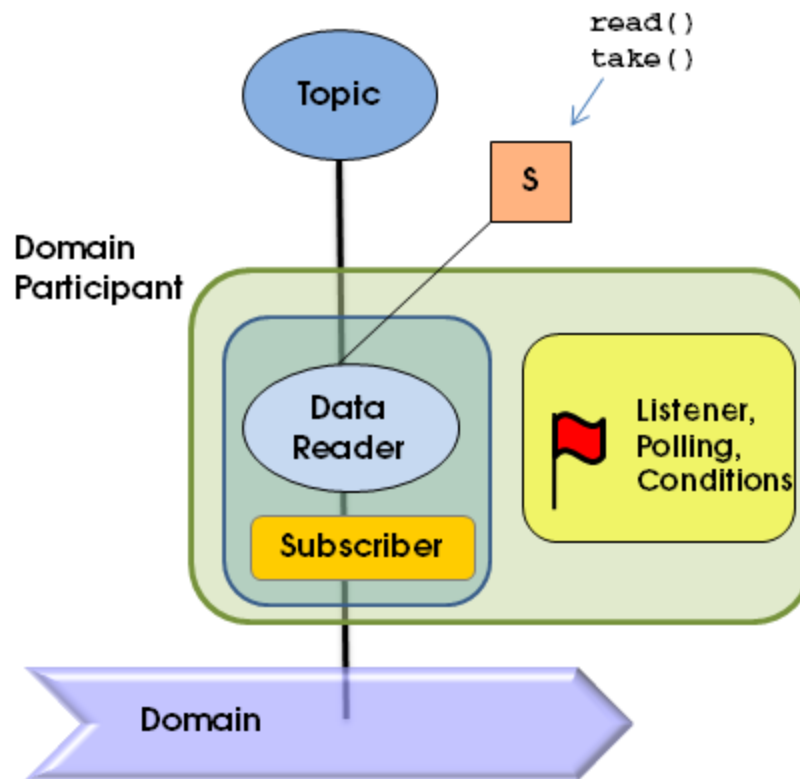 read()
take()
Topic
S
Domain
Participant
Data
Reader
Listener,
Polling,
Conditions
Subscriber
Domain